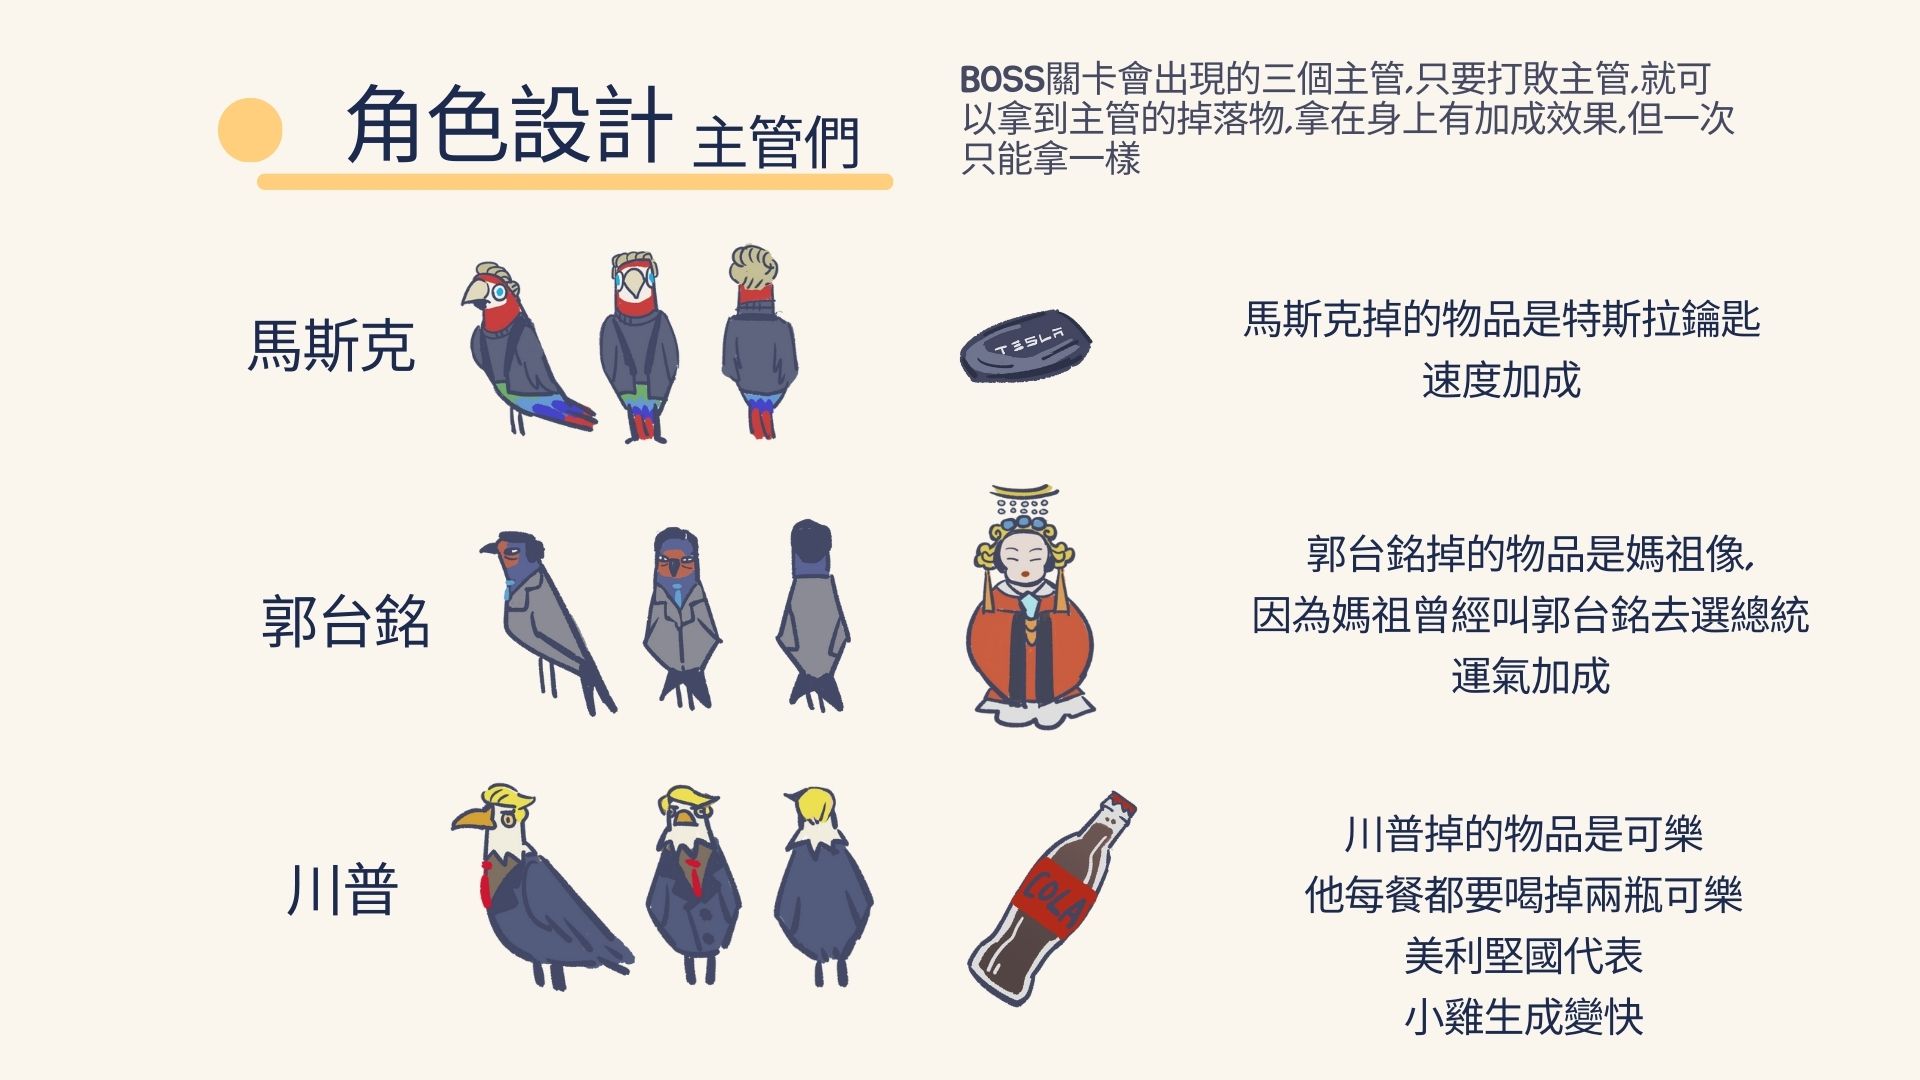 角色設計 主管們
BOSS關卡會出現的三個主管,只要打敗主管,就可
以拿到主管的掉落物,拿在身上有加成效果,但一次
只能拿一樣
馬斯克
TESLA
馬斯克掉的物品是特斯拉鑰匙
速度加成
郭台銘
郭台銘掉的物品是媽祖像,
因為媽祖曾經叫郭台銘去選總統
運氣加成
川普
COLA
川普掉的物品是可樂
他每餐都要喝掉兩瓶可樂
美利堅國代表
小雞生成變快